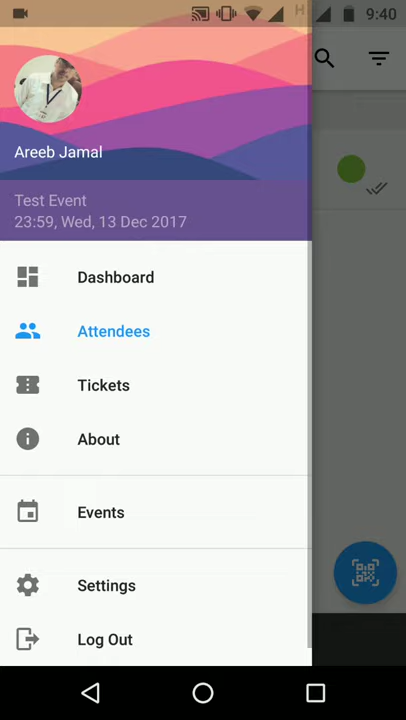 H
9:40
Areeb Jamal
Test Event
23:59, Wed, 13 Dec 2017
Dashboard
Attendees
Tickets
About
Events
Settings
Log Out